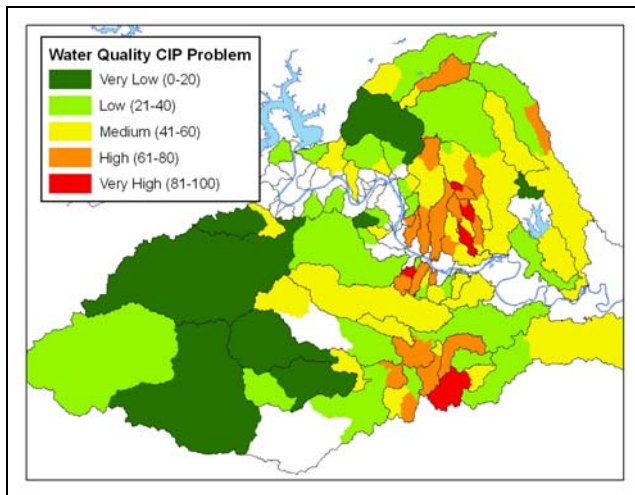 Water Quality CIP Problem
Very Low (0-20)
Low (21-40)
Medium (41-60)
High (61-80)
Very High (81-100)